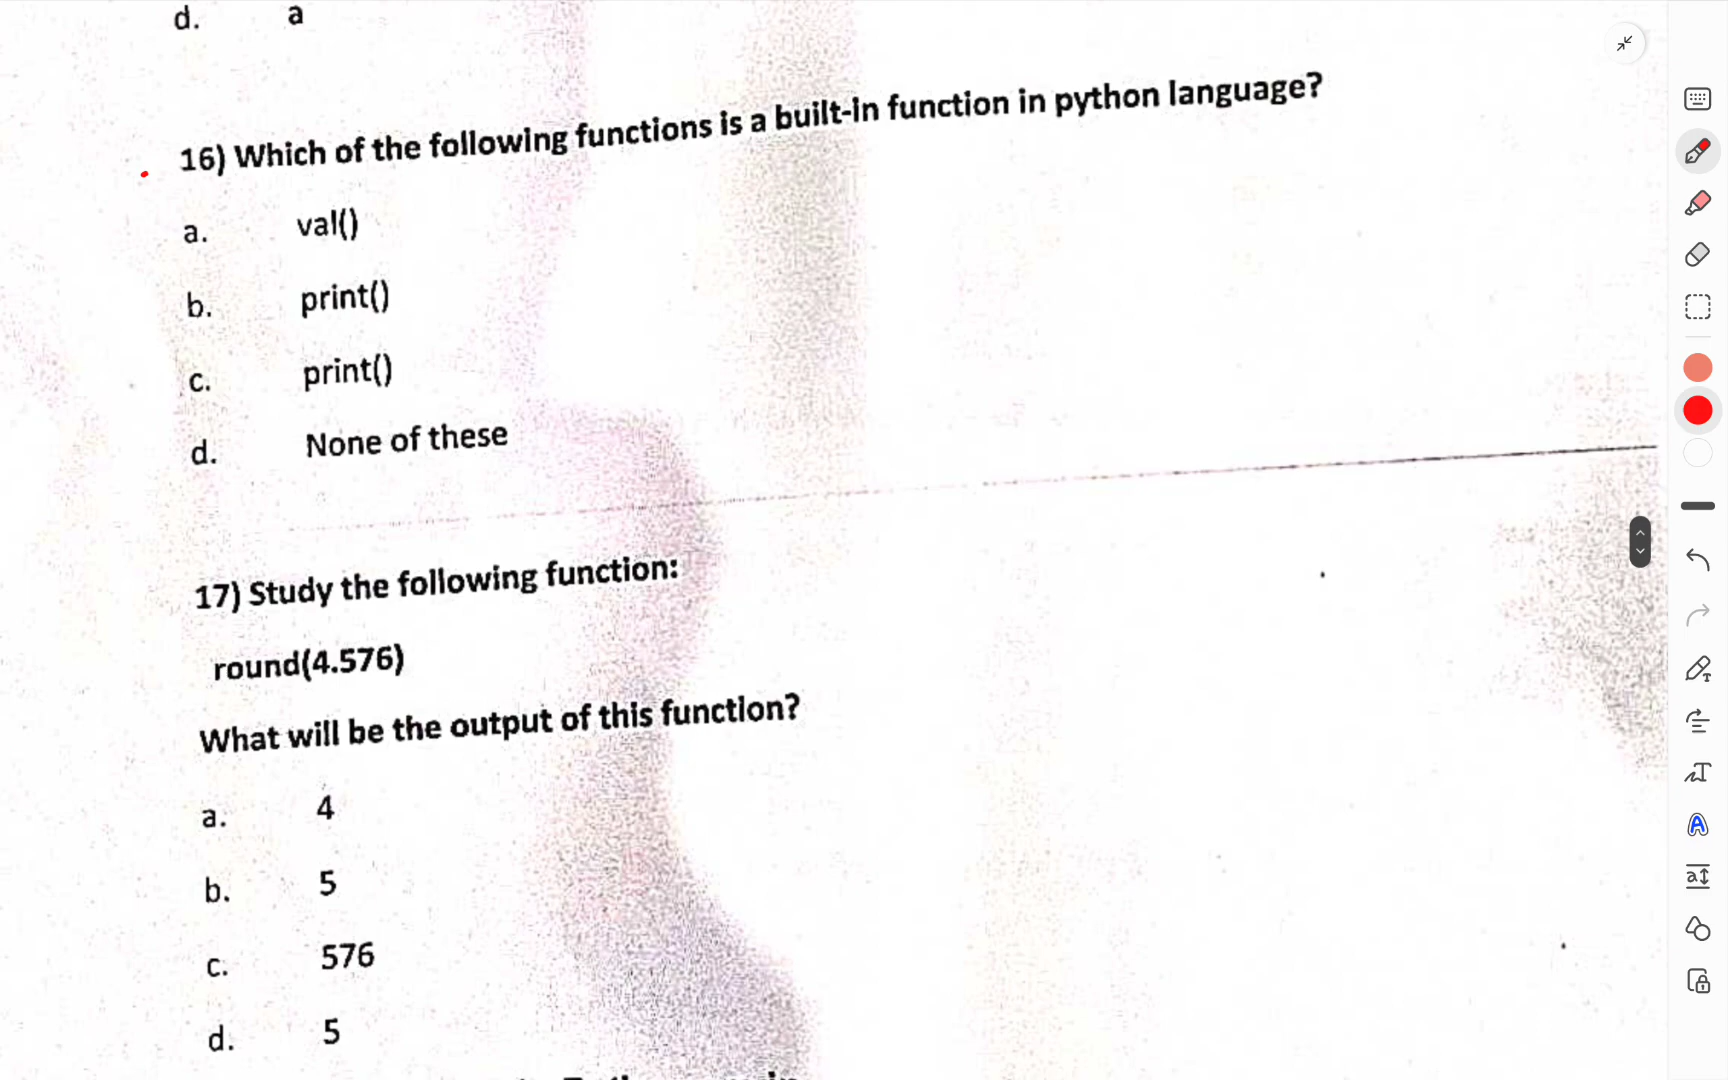 d. a
16) Which of the following functions is a built-in function in python language?
a. val()
b. print()
c. print()
d. None of these
17) Study the following function:
round(4.576)
What will be the output of this function?
a. 4
b. 5
c. 576
d. 5